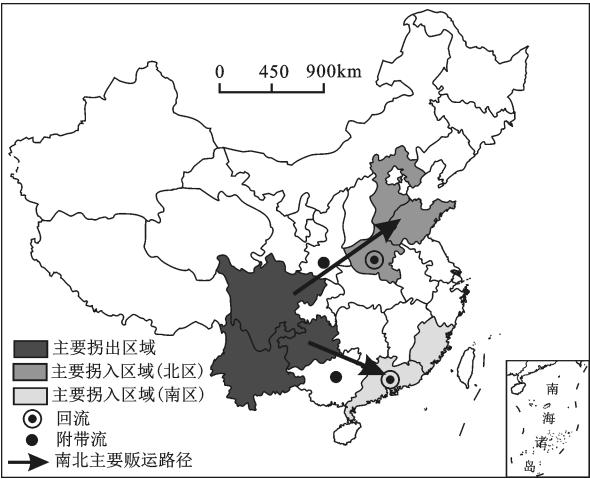 0 450 900km
主要拐出区域
主要拐入区域(北区)
主要拐入区域(南区)
回流
附带流
南北主要贩运路径
南
海
诸
岛